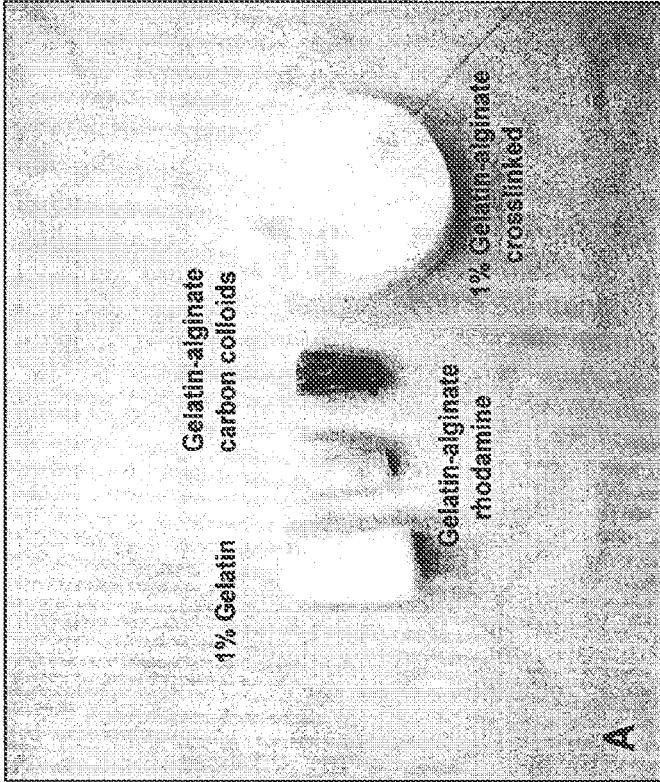 1% Gelatin
Gelatin-alginate
carbon colloids
Gelatin-alginate
rhodamine
1% Gelatin-alginate
crosslinked
A